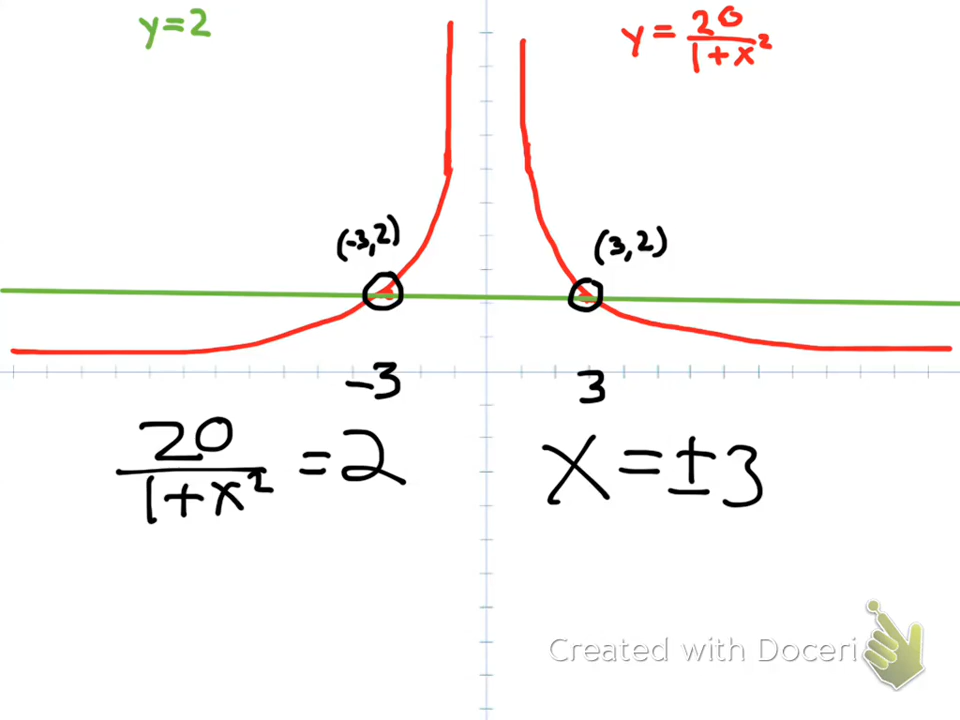 y=2
y = 20/(1+x²)
(-3,2)
(3,2)
-3
3
20/(1+x²) = 2
x = ±3
Created with Doceri